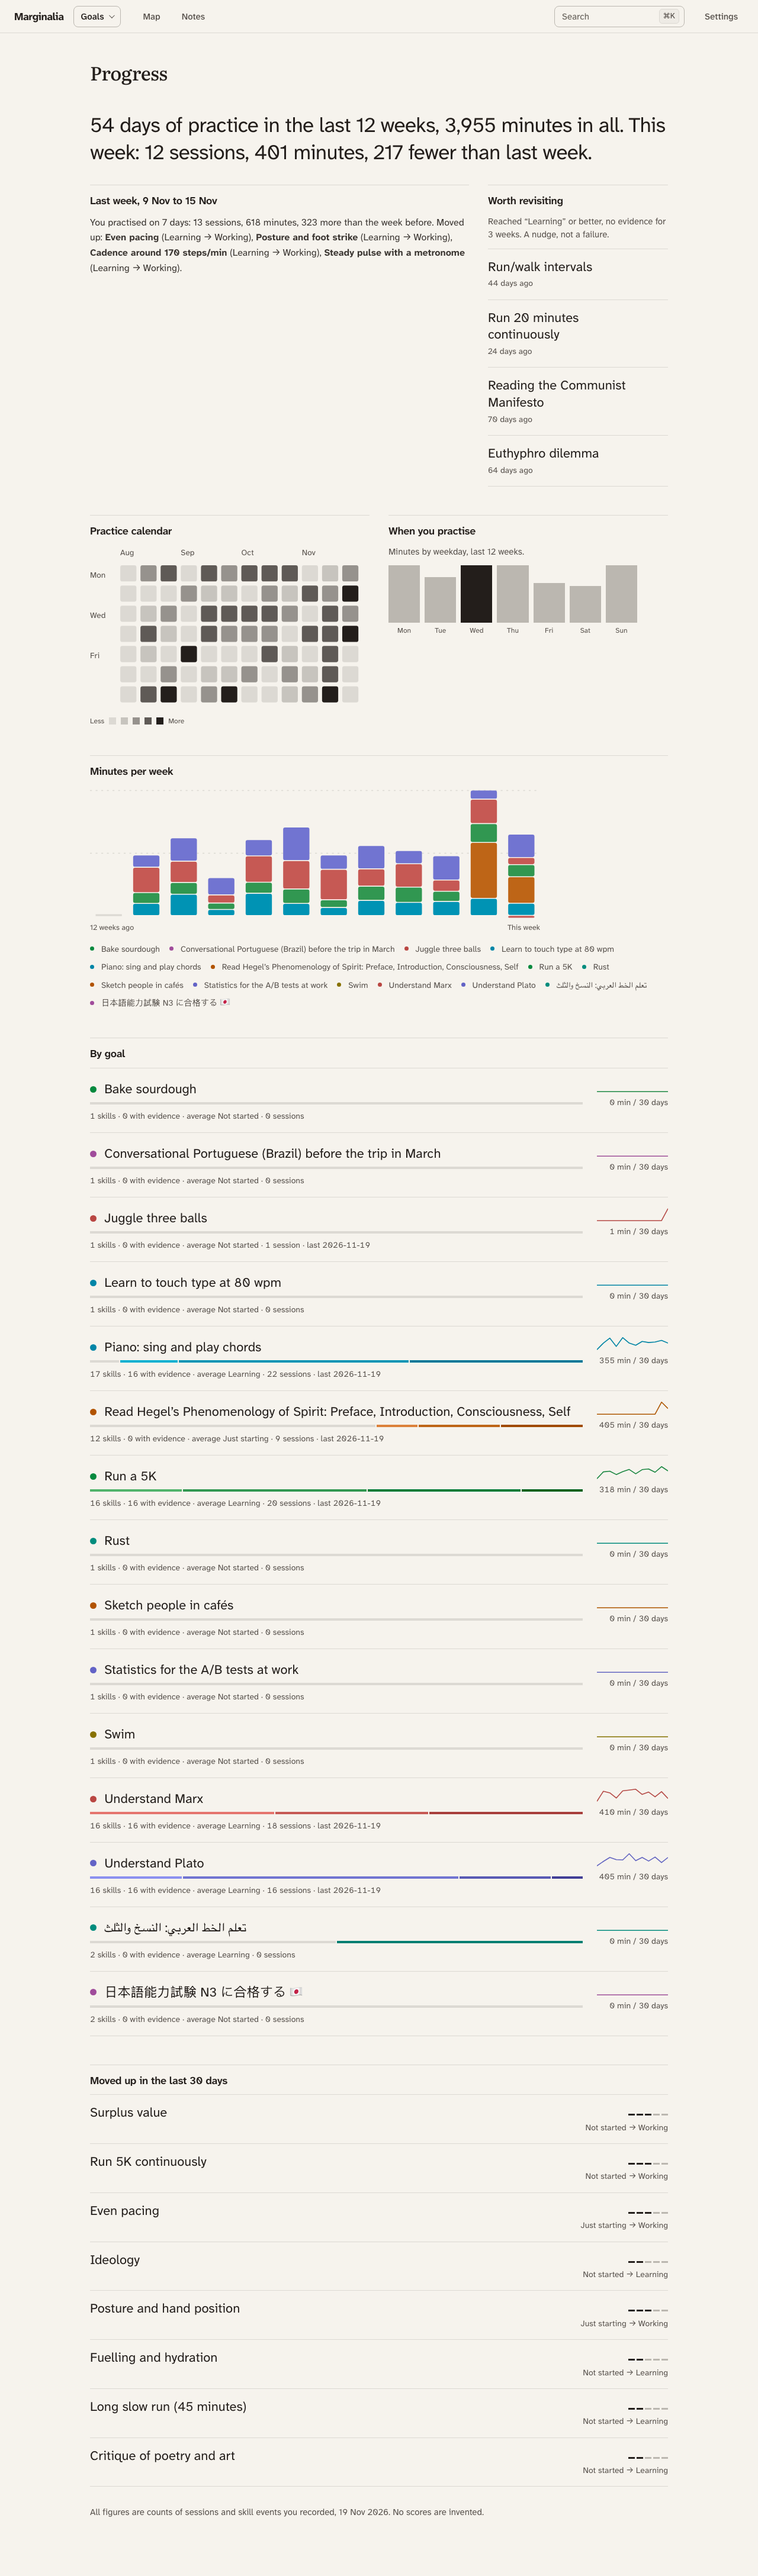 Marginalia
Goals
Map
Notes
Search
⌘K
Settings
Progress
54 days of practice in the last 12 weeks, 3,955 minutes in all. This
week: 12 sessions, 401 minutes, 217 fewer than last week.
Last week, 9 Nov to 15 Nov
You practised on 7 days: 13 sessions, 618 minutes, 323 more than the week before. Moved
up: Even pacing (Learning → Working), Posture and foot strike (Learning → Working),
Cadence around 170 steps/min (Learning → Working), Steady pulse with a metronome
(Learning → Working).
Worth revisiting
Reached “Learning” or better, no evidence for
3 weeks. A nudge, not a failure.
Run/walk intervals
44 days ago
Run 20 minutes
continuously
24 days ago
Reading the Communist
Manifesto
70 days ago
Euthyphro dilemma
64 days ago
Practice calendar
Aug Sep Oct Nov
Mon
Wed
Fri
Less More
When you practise
Minutes by weekday, last 12 weeks.
Mon Tue Wed Thu Fri Sat Sun
Minutes per week
12 weeks ago This week
Bake sourdough Conversational Portuguese (Brazil) before the trip in March Juggle three balls Learn to touch type at 80 wpm
Piano: sing and play chords Read Hegel’s Phenomenology of Spirit: Preface, Introduction, Consciousness, Self Run a 5K Rust
Sketch people in cafés Statistics for the A/B tests at work Swim Understand Marx Understand Plato تعلم الخط العربي: النسخ والثلث
日本語能力試験 N3 に合格する 🇯🇵
By goal
Bake sourdough
0 min / 30 days
1 skills · 0 with evidence · average Not started · 0 sessions
Conversational Portuguese (Brazil) before the trip in March
0 min / 30 days
1 skills · 0 with evidence · average Not started · 0 sessions
Juggle three balls
1 min / 30 days
1 skills · 0 with evidence · average Not started · 1 session · last 2026-11-19
Learn to touch type at 80 wpm
0 min / 30 days
1 skills · 0 with evidence · average Not started · 0 sessions
Piano: sing and play chords
355 min / 30 days
17 skills · 16 with evidence · average Learning · 22 sessions · last 2026-11-19
Read Hegel’s Phenomenology of Spirit: Preface, Introduction, Consciousness, Self
405 min / 30 days
12 skills · 0 with evidence · average Just starting · 9 sessions · last 2026-11-19
Run a 5K
318 min / 30 days
16 skills · 16 with evidence · average Learning · 20 sessions · last 2026-11-19
Rust
0 min / 30 days
1 skills · 0 with evidence · average Not started · 0 sessions
Sketch people in cafés
0 min / 30 days
1 skills · 0 with evidence · average Not started · 0 sessions
Statistics for the A/B tests at work
0 min / 30 days
1 skills · 0 with evidence · average Not started · 0 sessions
Swim
0 min / 30 days
1 skills · 0 with evidence · average Not started · 0 sessions
Understand Marx
410 min / 30 days
16 skills · 16 with evidence · average Learning · 18 sessions · last 2026-11-19
Understand Plato
405 min / 30 days
16 skills · 16 with evidence · average Learning · 16 sessions · last 2026-11-19
تعلم الخط العربي: النسخ والثلث
0 min / 30 days
2 skills · 0 with evidence · average Learning · 0 sessions
日本語能力試験 N3 に合格する 🇯🇵
0 min / 30 days
2 skills · 0 with evidence · average Not started · 0 sessions
Moved up in the last 30 days
Surplus value
Not started → Working
Run 5K continuously
Not started → Working
Even pacing
Just starting → Working
Ideology
Not started → Learning
Posture and hand position
Just starting → Working
Fuelling and hydration
Not started → Learning
Long slow run (45 minutes)
Not started → Learning
Critique of poetry and art
Not started → Learning
All figures are counts of sessions and skill events you recorded, 19 Nov 2026. No scores are invented.